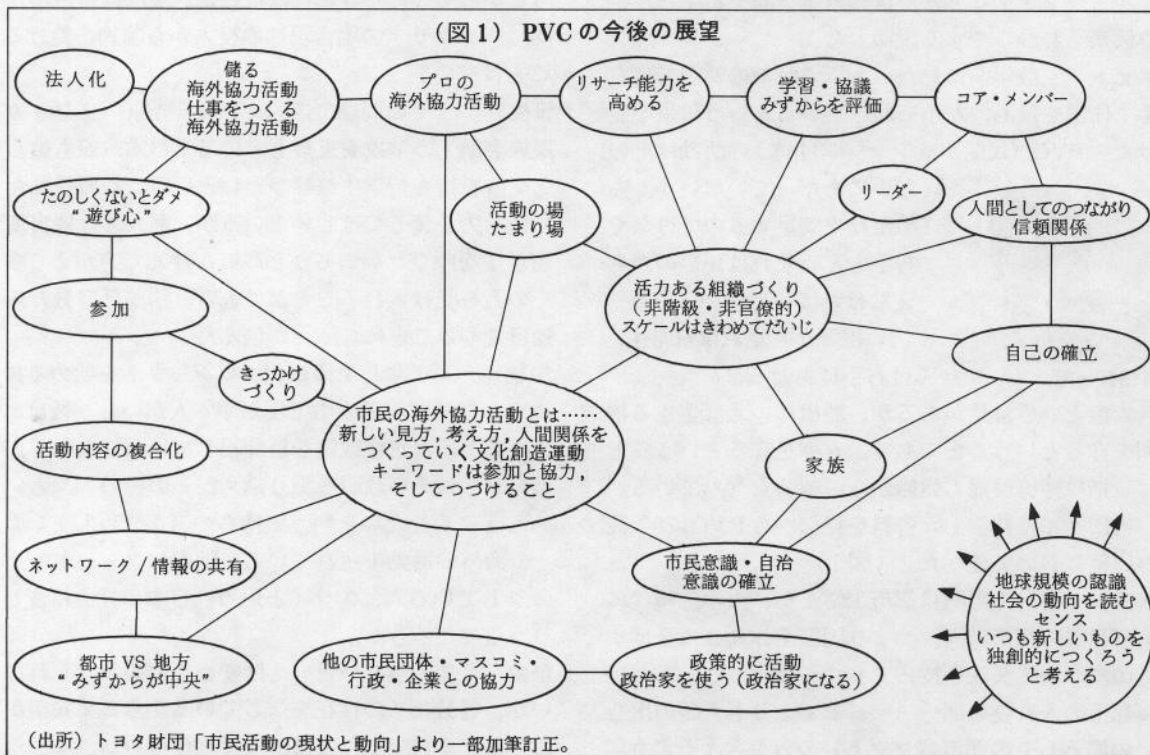 (図1) PVCの今後の展望
法人化
儲る
海外協力活動
仕事をつくる
海外協力活動
プロの
海外協力活動
リサーチ能力を
高める
学習・協議
みずからを評価
コア・メンバー
たのしくないとダメ
“遊び心”
活動の場
たまり場
リーダー
人間としてのつながり
信頼関係
参加
活力ある組織づくり
(非階級・非官僚的)
スケールはきわめてだいじ
自己の確立
きっかけ
づくり
市民の海外協力活動とは……
新しい見方,考え方,人間関係を
つくっていく文化創造運動
キーワードは参加と協力,
そしてつづけること
活動内容の複合化
家族
ネットワーク/情報の共有
市民意識・自治
意識の確立
地球規模の認識
社会の動向を読む
センス
いつも新しいものを
独創的につくろう
と考える
都市VS地方
“みずからが中央”
他の市民団体・マスコミ・
行政・企業との協力
政策的に活動
政治家を使う(政治家になる)
(出所)トヨタ財団「市民活動の現状と動向」より一部加筆訂正。